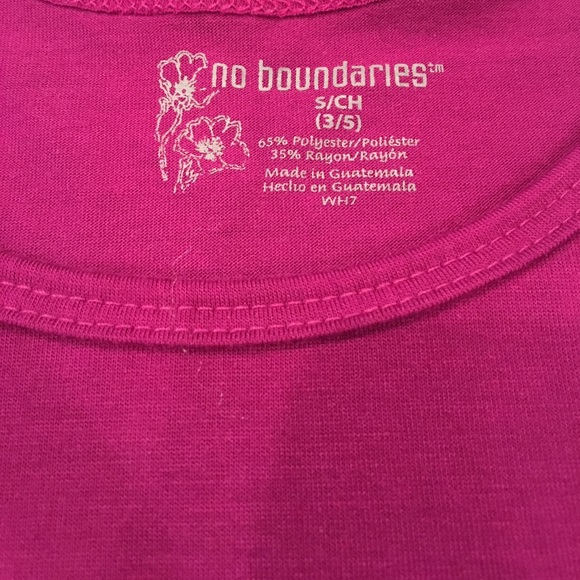 no boundaries™
S/CH
(3/5)
65% Polyester/Poliéster
35% Rayon/Rayón
Made in Guatemala
Hecho en Guatemala
WH7